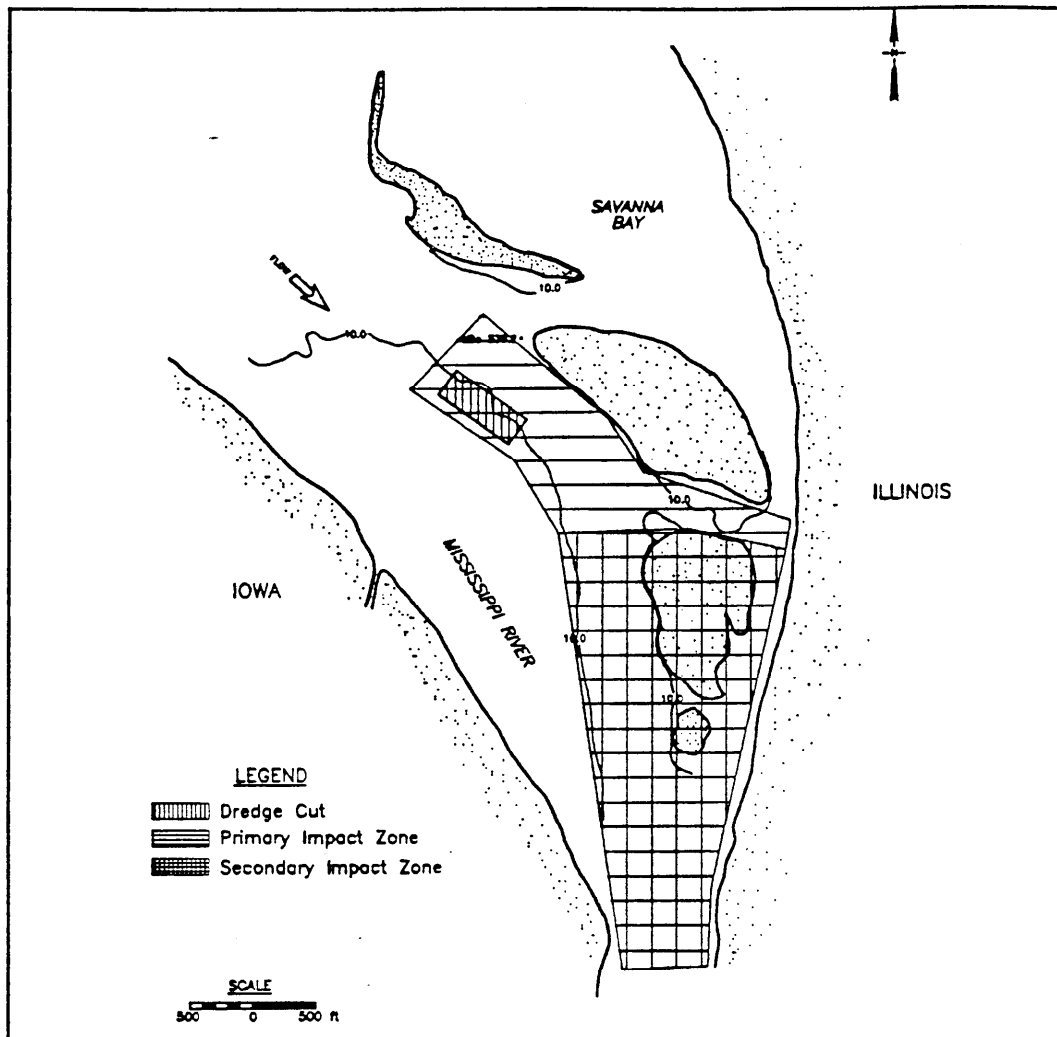 SAVANNA
BAY
FLOW
10.0
10.0
10.0
ILLINOIS
IOWA
MISSISSIPPI RIVER
10.0
10.0
LEGEND
Dredge Cut
Primary Impact Zone
Secondary Impact Zone
SCALE
500 0 500 ft